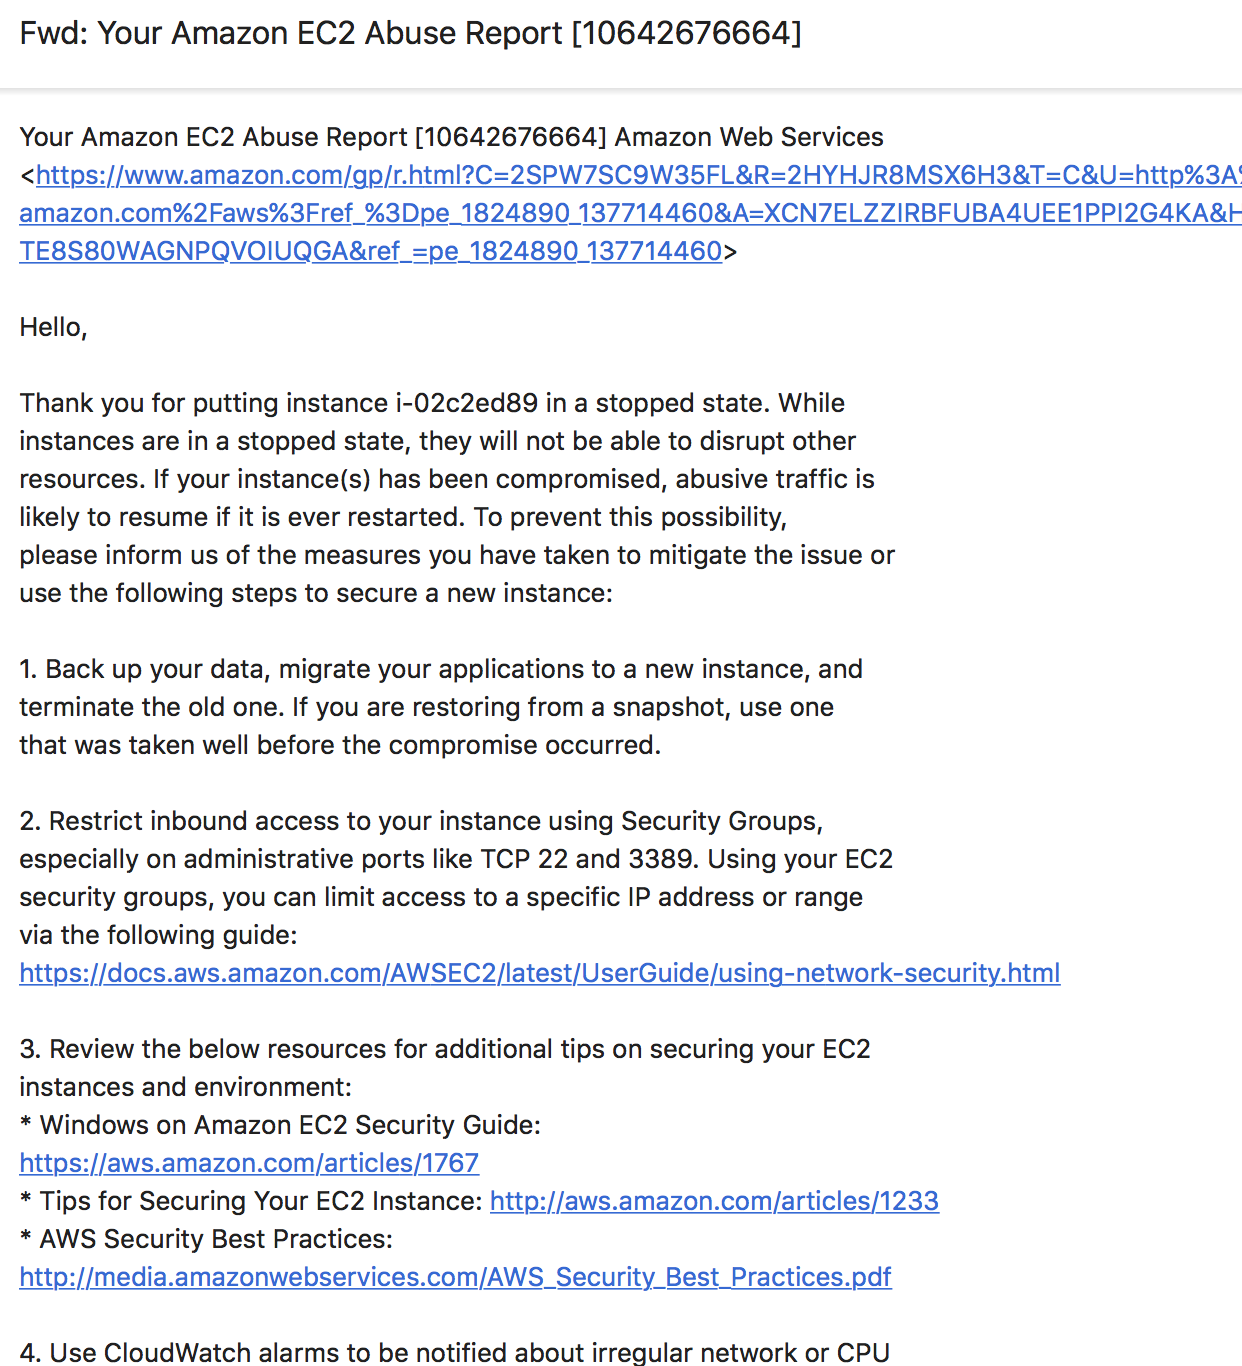 Fwd: Your Amazon EC2 Abuse Report [10642676664]
Your Amazon EC2 Abuse Report [10642676664] Amazon Web Services
<https://www.amazon.com/gp/r.html?C=2SPW7SC9W35FL&R=2HYHJR8MSX6H3&T=C&U=http%3A%
amazon.com%2Faws%3Fref_%3Dpe_1824890_137714460&A=XCN7ELZZIRBFUBA4UEE1PPI2G4KA&H
TE8S80WAGNPQVOIUQGA&ref_=pe_1824890_137714460>
Hello,
Thank you for putting instance i-02c2ed89 in a stopped state. While
instances are in a stopped state, they will not be able to disrupt other
resources. If your instance(s) has been compromised, abusive traffic is
likely to resume if it is ever restarted. To prevent this possibility,
please inform us of the measures you have taken to mitigate the issue or
use the following steps to secure a new instance:
1. Back up your data, migrate your applications to a new instance, and
terminate the old one. If you are restoring from a snapshot, use one
that was taken well before the compromise occurred.
2. Restrict inbound access to your instance using Security Groups,
especially on administrative ports like TCP 22 and 3389. Using your EC2
security groups, you can limit access to a specific IP address or range
via the following guide:
https://docs.aws.amazon.com/AWSEC2/latest/UserGuide/using-network-security.html
3. Review the below resources for additional tips on securing your EC2
instances and environment:
* Windows on Amazon EC2 Security Guide:
https://aws.amazon.com/articles/1767
* Tips for Securing Your EC2 Instance: http://aws.amazon.com/articles/1233
* AWS Security Best Practices:
http://media.amazonwebservices.com/AWS_Security_Best_Practices.pdf
4. Use CloudWatch alarms to be notified about irregular network or CPU